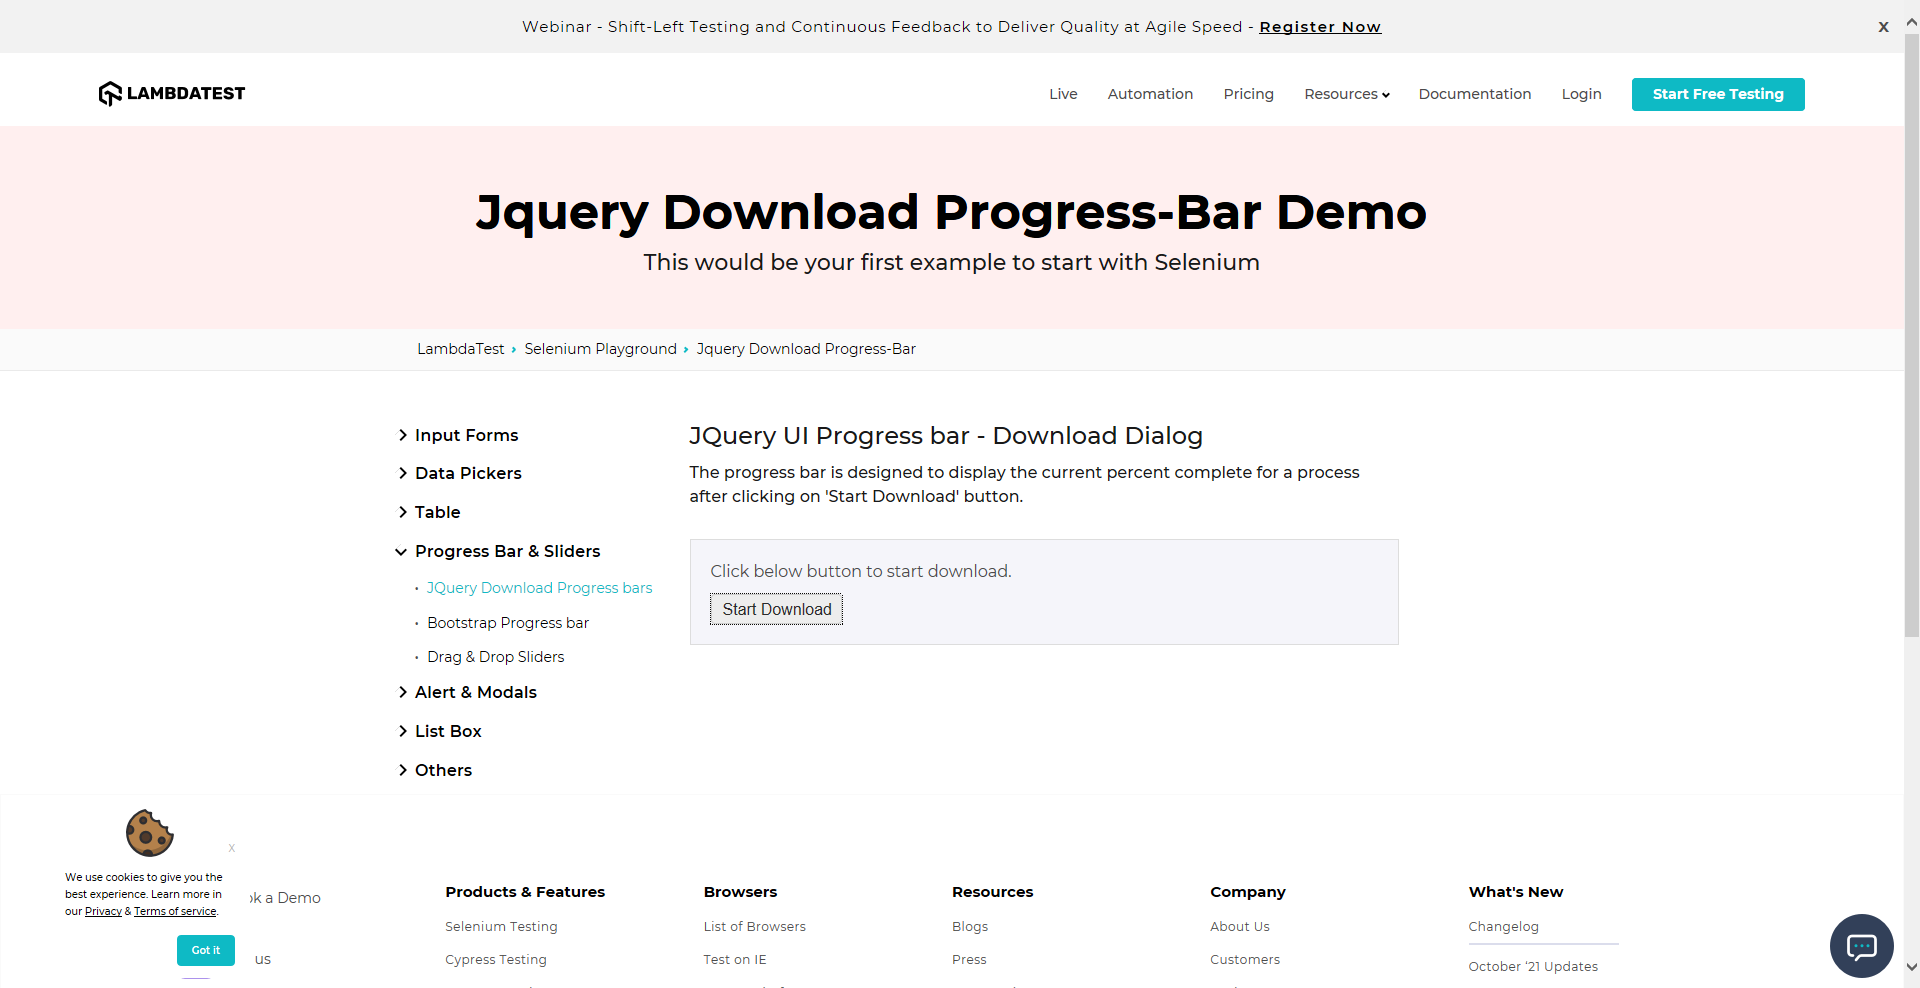 Webinar - Shift-Left Testing and Continuous Feedback to Deliver Quality at Agile Speed - Register Now
X
LAMBDATEST
Live
Automation
Pricing
Resources
Documentation
Login
Start Free Testing
Jquery Download Progress-Bar Demo
This would be your first example to start with Selenium
LambdaTest › Selenium Playground › Jquery Download Progress-Bar
Input Forms
Data Pickers
Table
Progress Bar & Sliders
JQuery Download Progress bars
Bootstrap Progress bar
Drag & Drop Sliders
Alert & Modals
List Box
Others
JQuery UI Progress bar - Download Dialog
The progress bar is designed to display the current percent complete for a process
after clicking on 'Start Download' button.
Click below button to start download.
Start Download
X
We use cookies to give you the
best experience. Learn more in
our Privacy & Terms of service.
Got it
a Demo
us
Products & Features
Selenium Testing
Cypress Testing
Browsers
List of Browsers
Test on IE
Resources
Blogs
Press
Company
About Us
Customers
What's New
Changelog
October '21 Updates